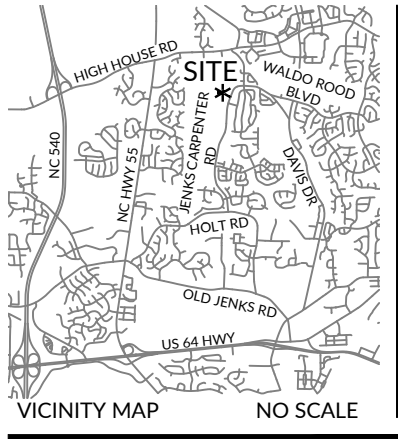 HIGH HOUSE RD
SITE
*
WALDO ROOD
BLVD
NC 540
NC HWY 55
JENKS CARPENTER
RD
DAVIS DR
HOLT RD
OLD JENKS RD
US 64 HWY
VICINITY MAP
NO SCALE